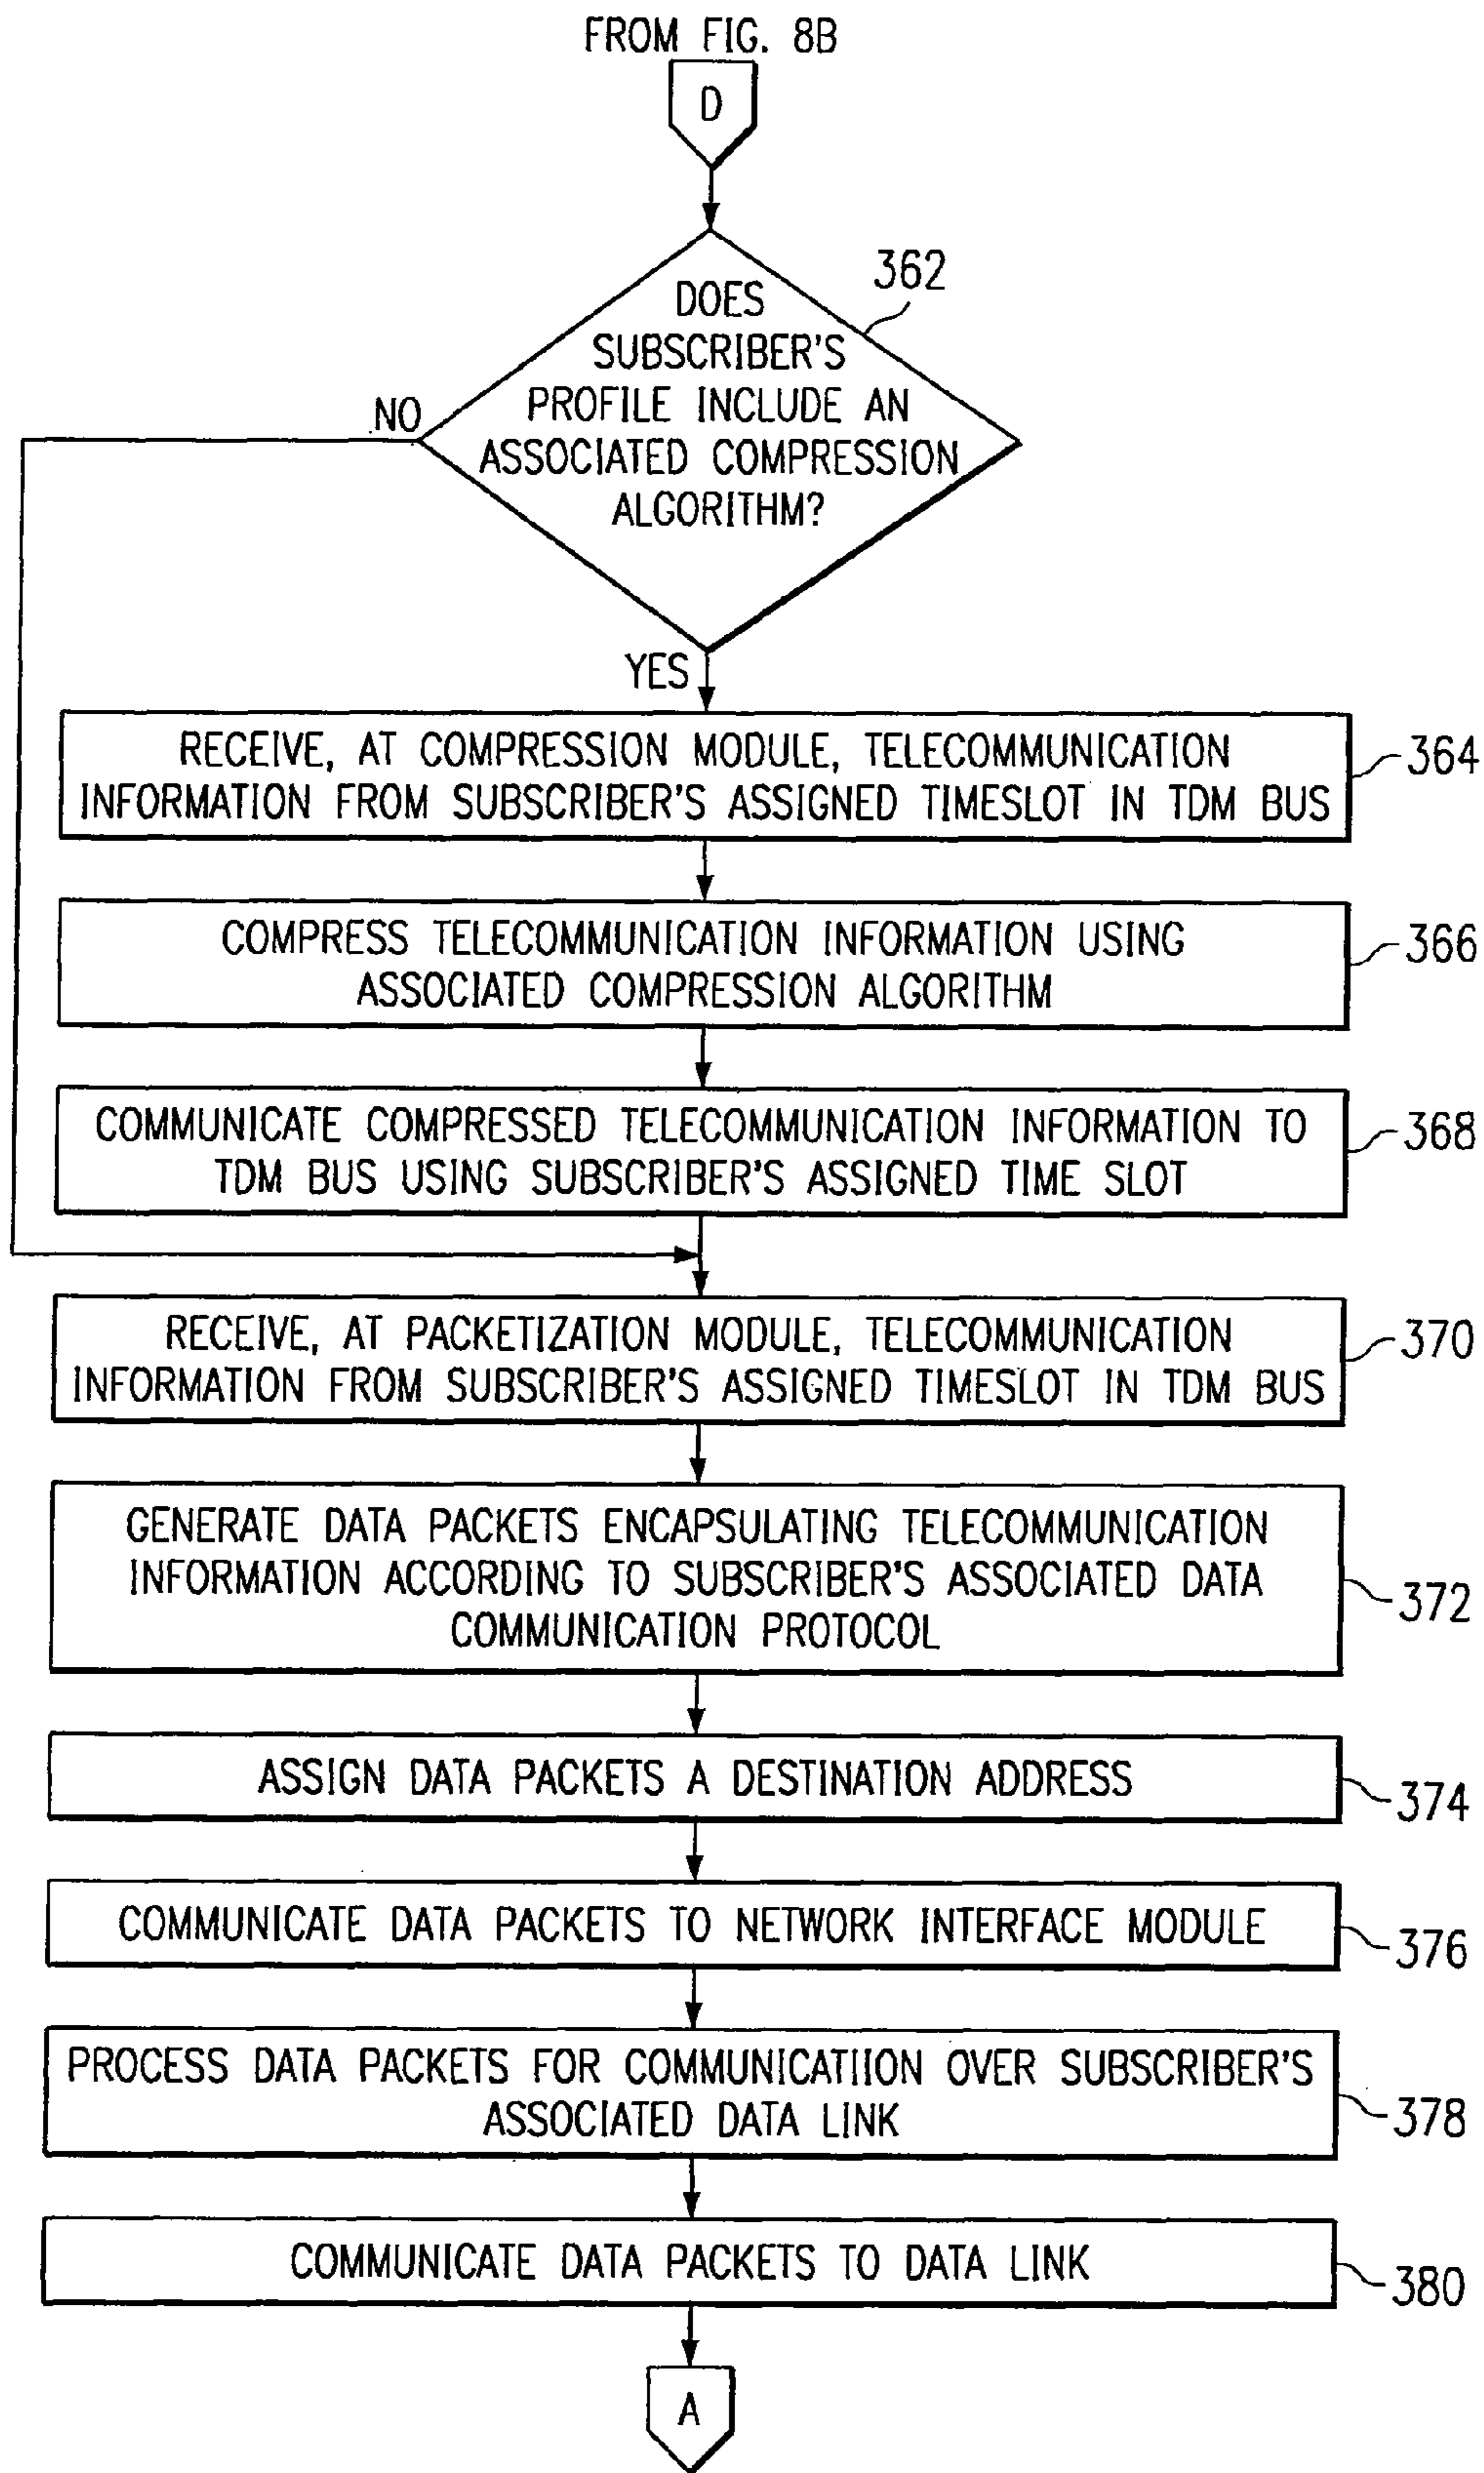 FROM FIG. 8B
D
362
DOES
SUBSCRIBER'S
PROFILE INCLUDE AN
ASSOCIATED COMPRESSION
ALGORITHM?
NO
YES
RECEIVE, AT COMPRESSION MODULE, TELECOMMUNICATION
INFORMATION FROM SUBSCRIBER'S ASSIGNED TIMESLOT IN TDM BUS
364
COMPRESS TELECOMMUNICATION INFORMATION USING
ASSOCIATED COMPRESSION ALGORITHM
366
COMMUNICATE COMPRESSED TELECOMMUNICATION INFORMATION TO
TDM BUS USING SUBSCRIBER'S ASSIGNED TIME SLOT
368
RECEIVE, AT PACKETIZATION MODULE, TELECOMMUNICATION
INFORMATION FROM SUBSCRIBER'S ASSIGNED TIMESLOT IN TDM BUS
370
GENERATE DATA PACKETS ENCAPSULATING TELECOMMUNICATION
INFORMATION ACCORDING TO SUBSCRIBER'S ASSOCIATED DATA
COMMUNICATION PROTOCOL
372
ASSIGN DATA PACKETS A DESTINATION ADDRESS
374
COMMUNICATE DATA PACKETS TO NETWORK INTERFACE MODULE
376
PROCESS DATA PACKETS FOR COMMUNICATIION OVER SUBSCRIBER'S
ASSOCIATED DATA LINK
378
COMMUNICATE DATA PACKETS TO DATA LINK
380
A